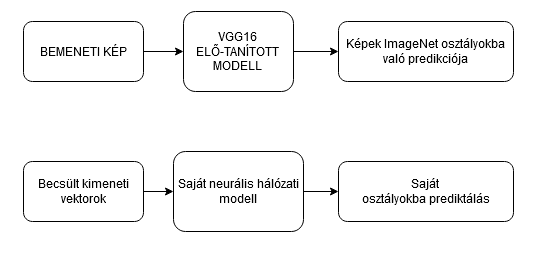 BEMENETI KÉP
VGG16
ELŐ-TANÍTOTT
MODELL
Képek ImageNet osztályokba
való predikciója
Becsült kimeneti
vektorok
Saját neurális hálózati
modell
Saját
osztályokba prediktálás